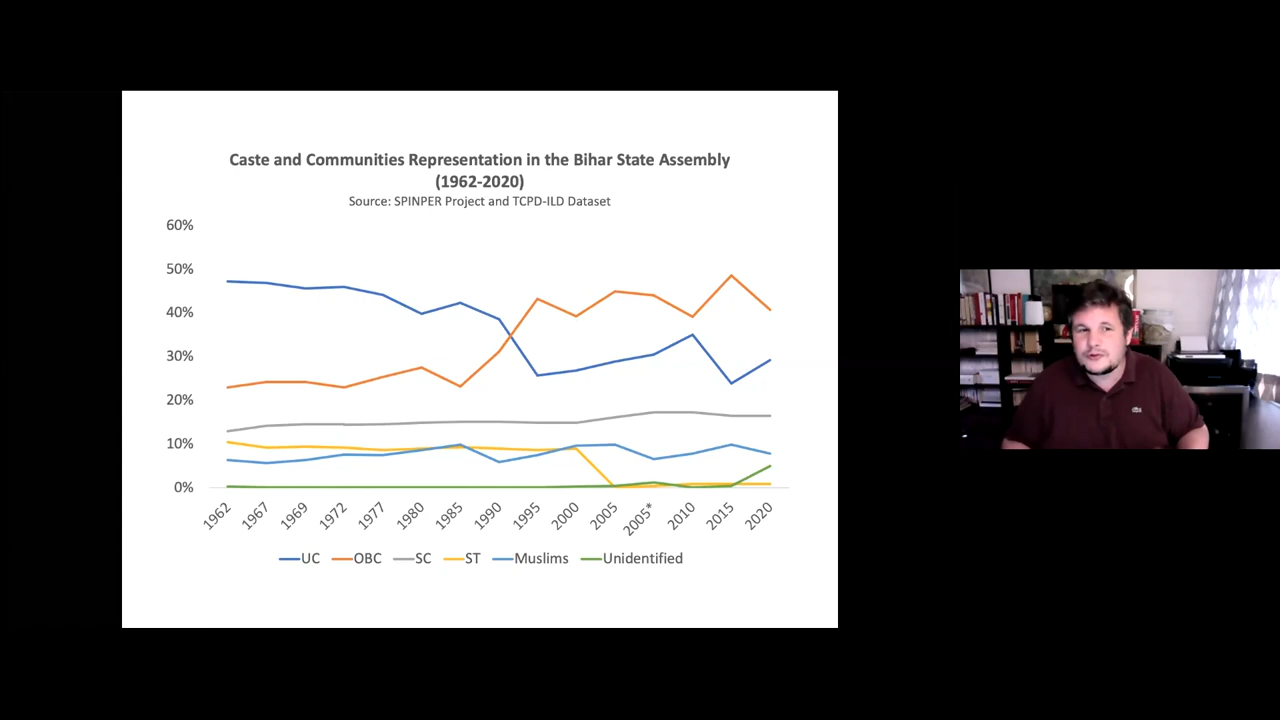 Caste and Communities Representation in the Bihar State Assembly
(1962-2020)
Source: SPINPER Project and TCPD-ILD Dataset
60%
50%
40%
30%
20%
10%
0%
1962 1967 1969 1972 1977 1980 1985 1990 1995 2000 2005 2005* 2010 2015 2020
UC OBC SC ST Muslims Unidentified